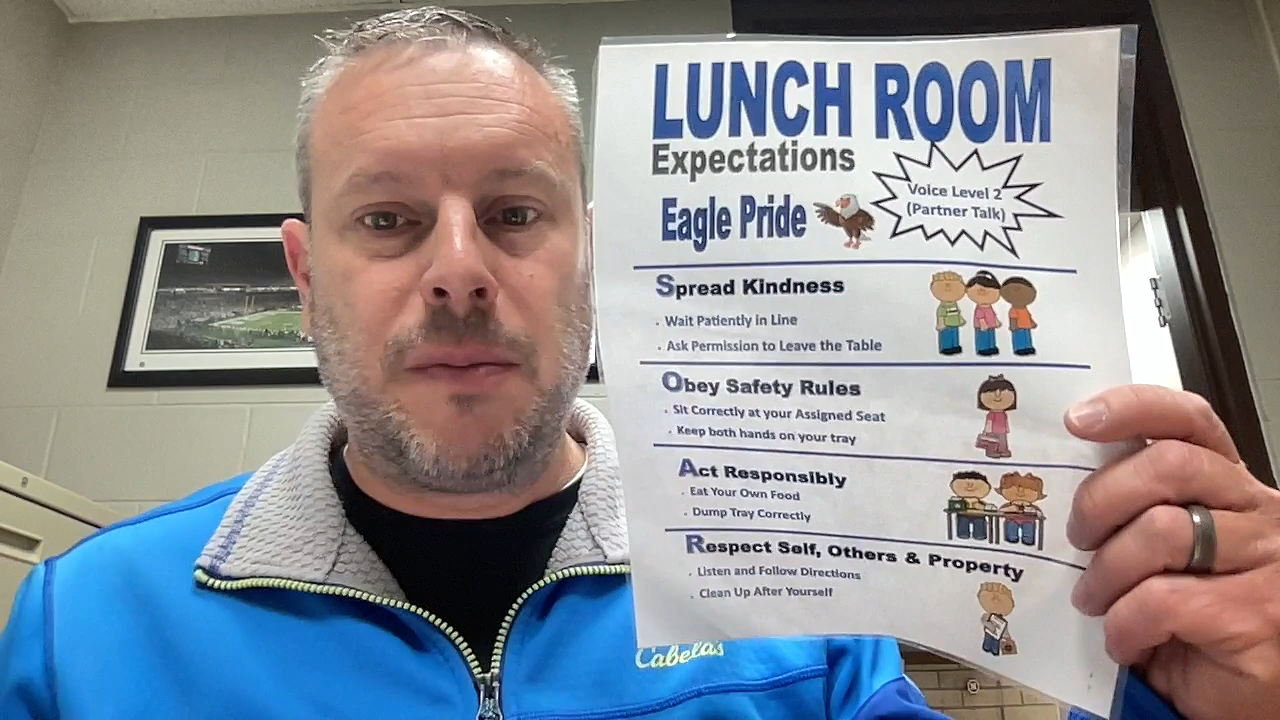 LUNCH ROOM
Expectations
Eagle Pride
Voice Level 2
(Partner Talk)
Spread Kindness
. Wait Patiently in Line
. Ask Permission to Leave the Table
Obey Safety Rules
. Sit Correctly at your Assigned Seat
. Keep both hands on your tray
Act Responsibly
. Eat Your Own Food
. Dump Tray Correctly
Respect Self, Others & Property
. Listen and Follow Directions
. Clean Up After Yourself
Cabelas